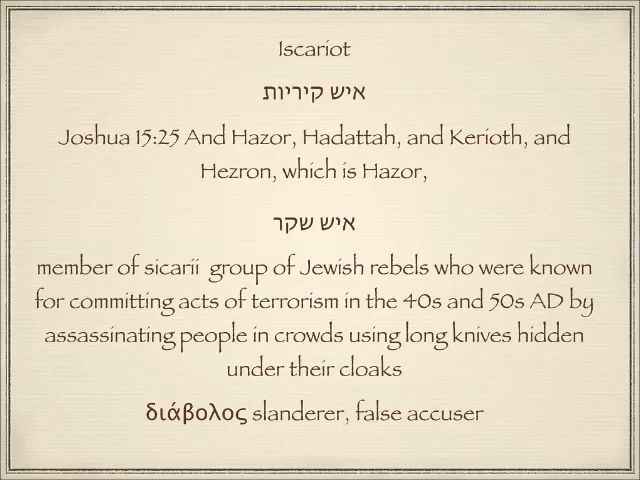 Iscariot
איש קיריות
Joshua 15:25 And Hazor, Hadattah, and Kerioth, and
Hezron, which is Hazor,
איש שקר
member of sicarii group of Jewish rebels who were known
for committing acts of terrorism in the 40s and 50s AD by
assassinating people in crowds using long knives hidden
under their cloaks
διάβολος slanderer, false accuser